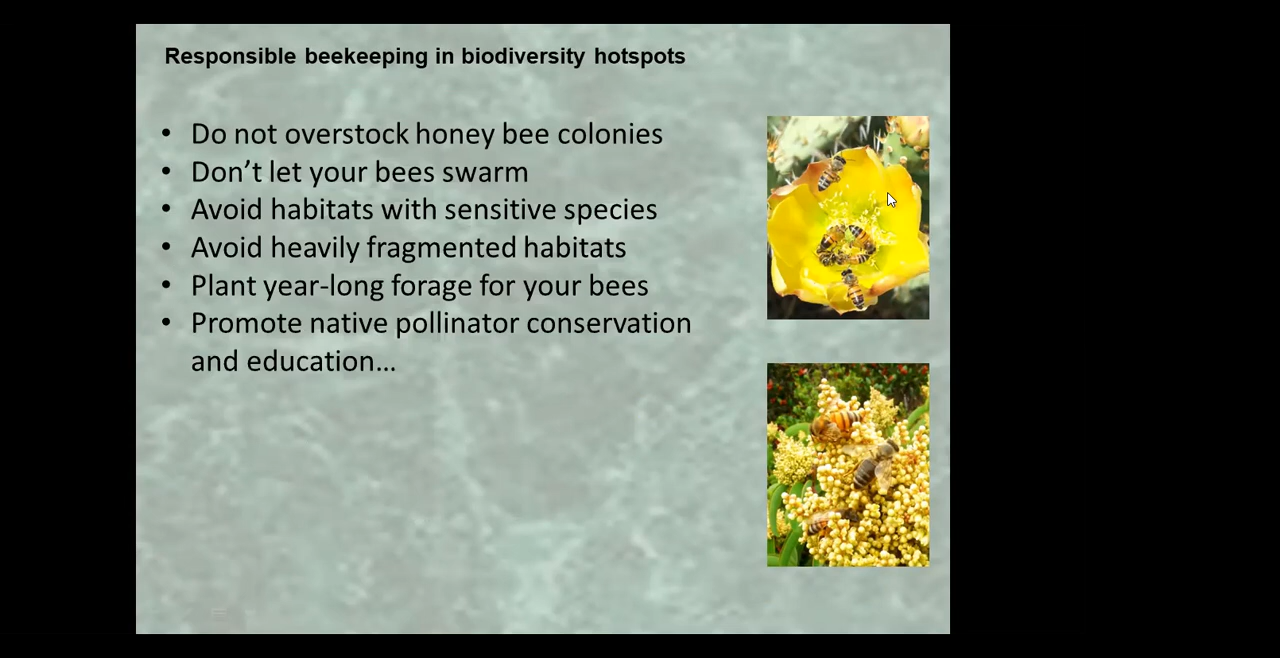 Responsible beekeeping in biodiversity hotspots
• Do not overstock honey bee colonies
• Don’t let your bees swarm
• Avoid habitats with sensitive species
• Avoid heavily fragmented habitats
• Plant year-long forage for your bees
• Promote native pollinator conservation
and education…